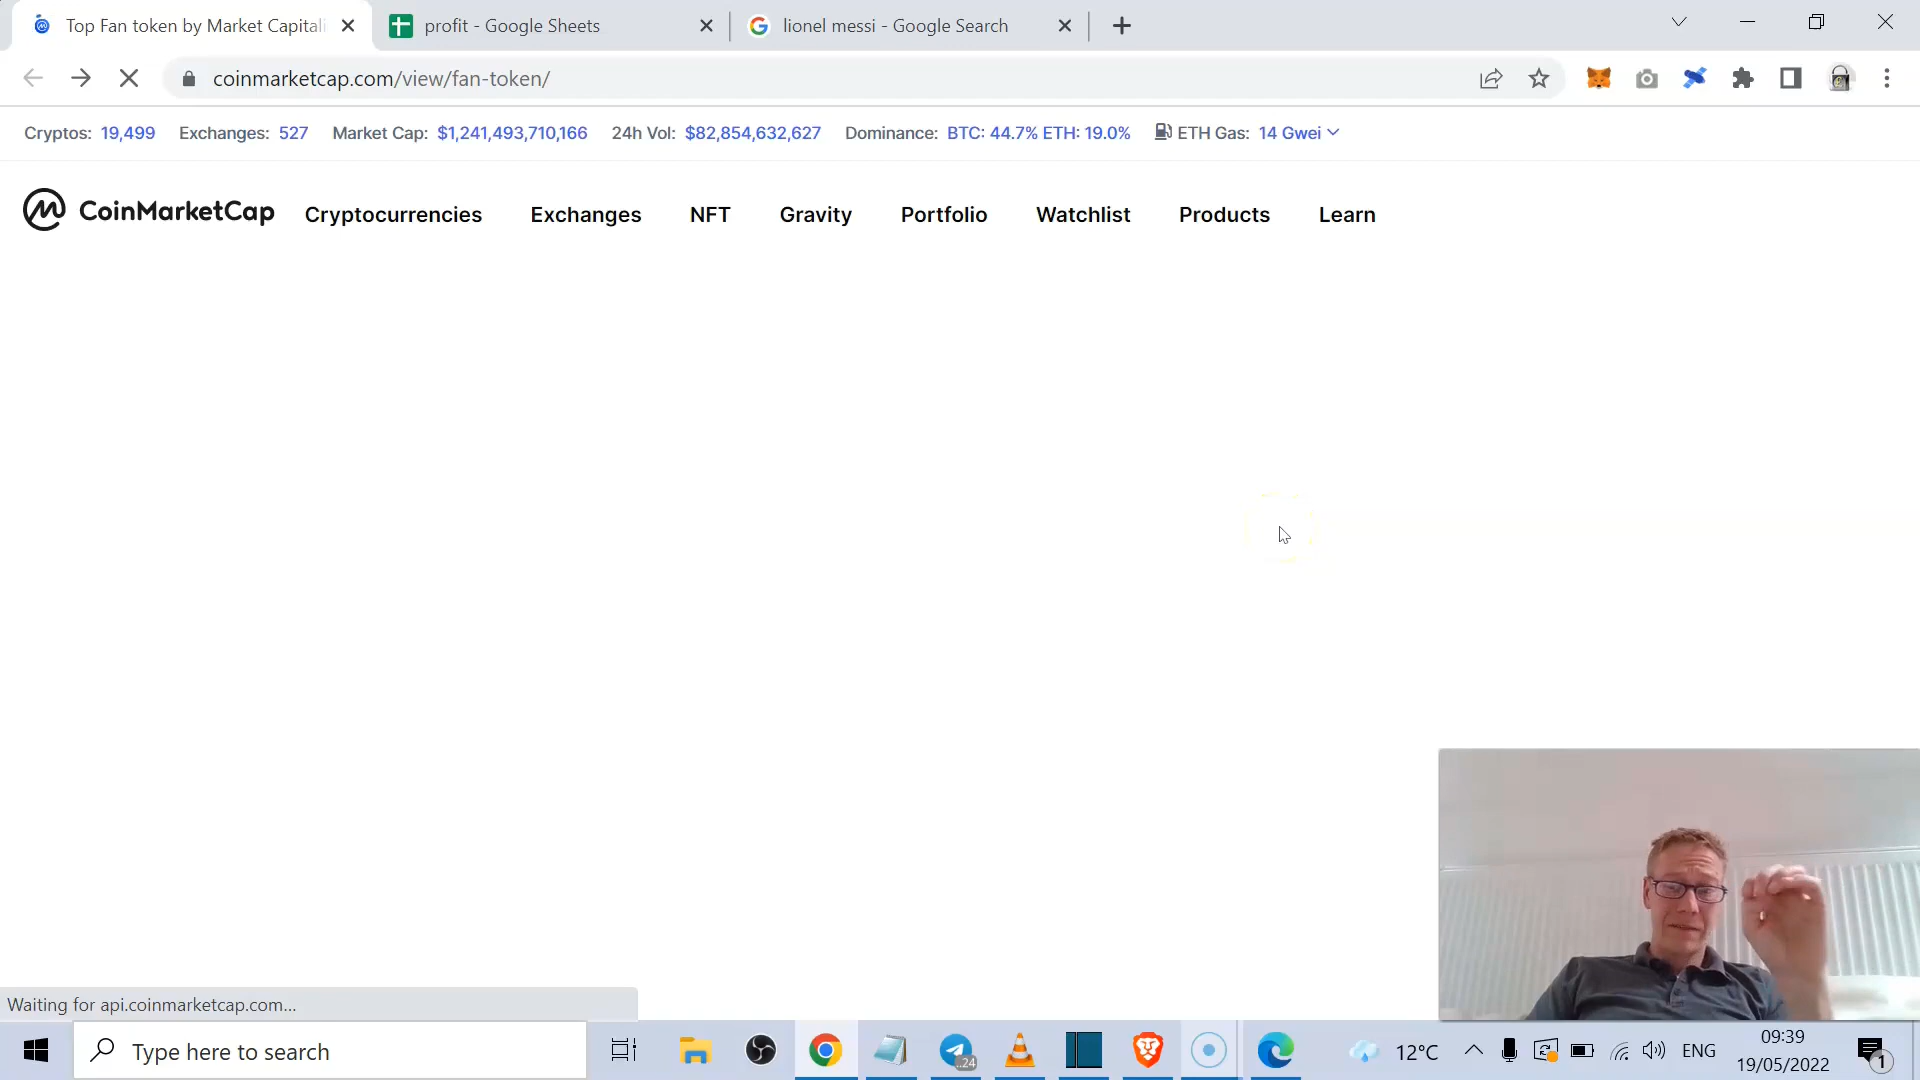 Top Fan token by Market Capitali
profit - Google Sheets
lionel messi - Google Search
coinmarketcap.com/view/fan-token/
Cryptos: 19,499 Exchanges: 527 Market Cap: $1,241,493,710,166 24h Vol: $82,854,632,627 Dominance: BTC: 44.7% ETH: 19.0% ETH Gas: 14 Gwei
CoinMarketCap Cryptocurrencies Exchanges NFT Gravity Portfolio Watchlist Products Learn
Waiting for api.coinmarketcap.com...
Type here to search
..24
12°C
ENG
09:39
19/05/2022
1